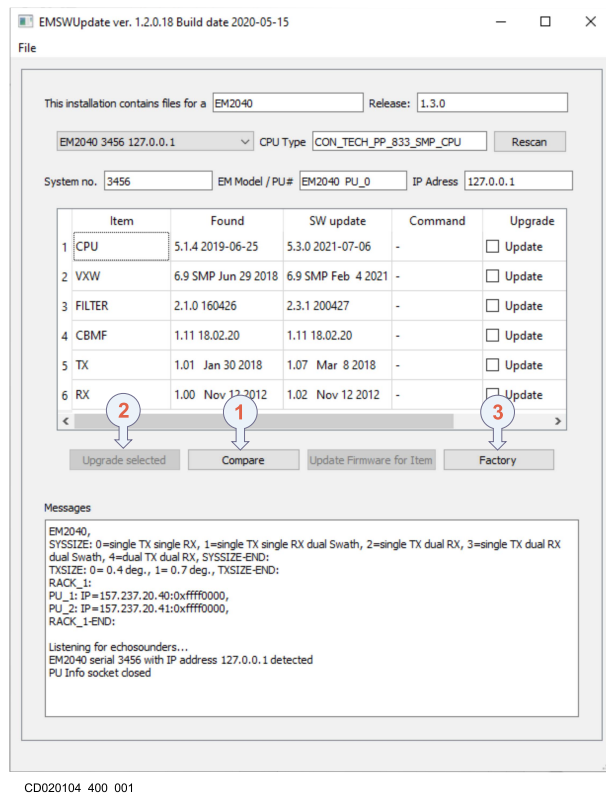 EMSWUpdate ver. 1.2.0.18 Build date 2020-05-15
File
This installation contains files for a EM2040 Release: 1.3.0
EM2040 3456 127.0.0.1 CPU Type CON_TECH_PP_833_SMP_CPU Rescan
System no. 3456 EM Model / PU# EM2040 PU_0 IP Adress 127.0.0.1
Item Found SW update Command Upgrade
1 CPU 5.1.4 2019-06-25 5.3.0 2021-07-06 - Update
2 VXW 6.9 SMP Jun 29 2018 6.9 SMP Feb 4 2021 - Update
3 FILTER 2.1.0 160426 2.3.1 200427 - Update
4 CBMF 1.11 18.02.20 1.11 18.02.20 - Update
5 TX 1.01 Jan 30 2018 1.07 Mar 8 2018 - Update
6 RX 1.00 Nov 12 2012 1.02 Nov 12 2012 - Update
2 1 3
Upgrade selected Compare Update Firmware for Item Factory
Messages
EM2040,
SYSSIZE: 0=single TX single RX, 1=single TX single RX dual Swath, 2=single TX dual RX, 3=single TX dual RX
dual Swath, 4=dual TX dual RX, SYSSIZE-END:
TXSIZE: 0= 0.4 deg., 1= 0.7 deg., TXSIZE-END:
RACK_1:
PU_1: IP=157.237.20.40:0xffff0000,
PU_2: IP=157.237.20.41:0xffff0000,
RACK_1-END:
Listening for echosounders...
EM2040 serial 3456 with IP address 127.0.0.1 detected
PU Info socket closed
CD020104_400_001